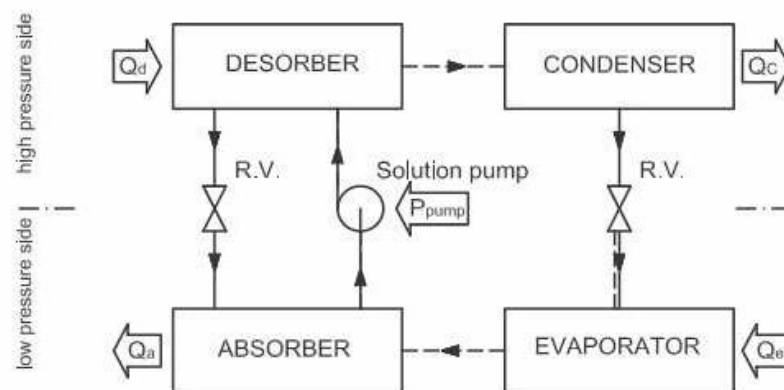 high pressure side
Qd
DESORBER
CONDENSER
QC
R.V.
Solution pump
R.V.
Ppump
low pressure side
Qa
ABSORBER
EVAPORATOR
Qe